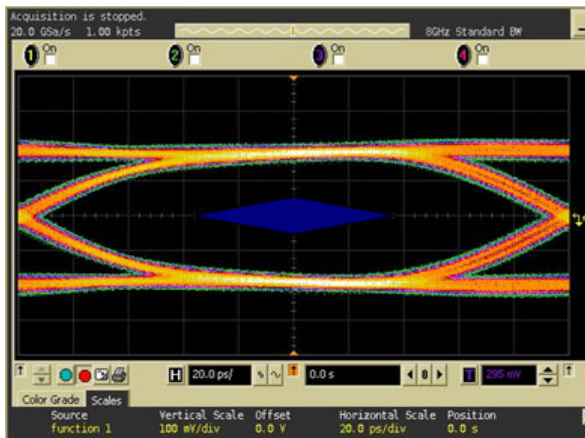 Acquisition is stopped.
20.0 GSa/s 1.00 kpts
8GHz Standard BW
1 On 2 On 3 On 4 On
H 20.0 ps/ 0.0 s 0 T 295 mV
Color Grade Scales
Source Vertical Scale Offset Horizontal Scale Position
function 1 100 mV/div 0.0 V 20.0 ps/div 0.0 s